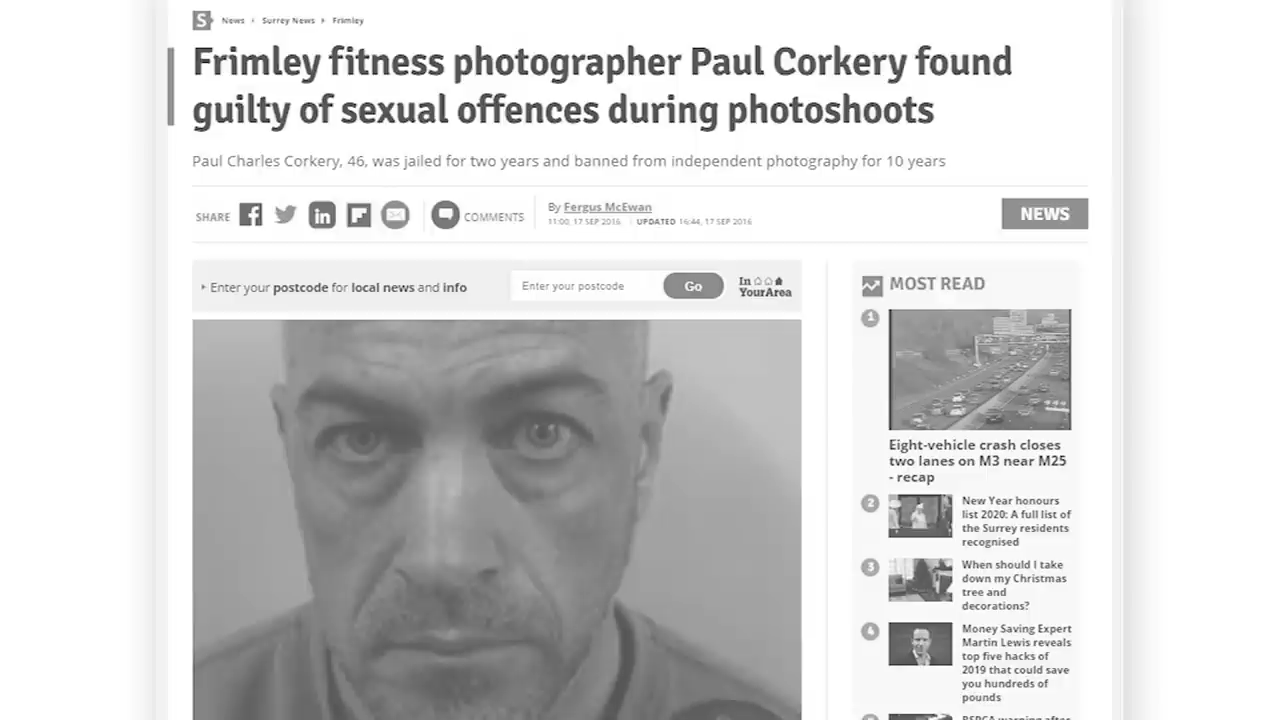 S
News › Surrey News › Frimley
Frimley fitness photographer Paul Corkery found
guilty of sexual offences during photoshoots
Paul Charles Corkery, 46, was jailed for two years and banned from independent photography for 10 years
SHARE
in
COMMENTS
By Fergus McEwan
11:00, 17 SEP 2016 UPDATED 16:44, 17 SEP 2016
NEWS
Enter your postcode for local news and info
Enter your postcode
Go
In
YourArea
MOST READ
1
Eight-vehicle crash closes
two lanes on M3 near M25
- recap
2
New Year honours
list 2020: A full list of
the Surrey residents
recognised
3
When should I take
down my Christmas
tree and
decorations?
4
Money Saving Expert
Martin Lewis reveals
top five hacks of
2019 that could save
you hundreds of
pounds